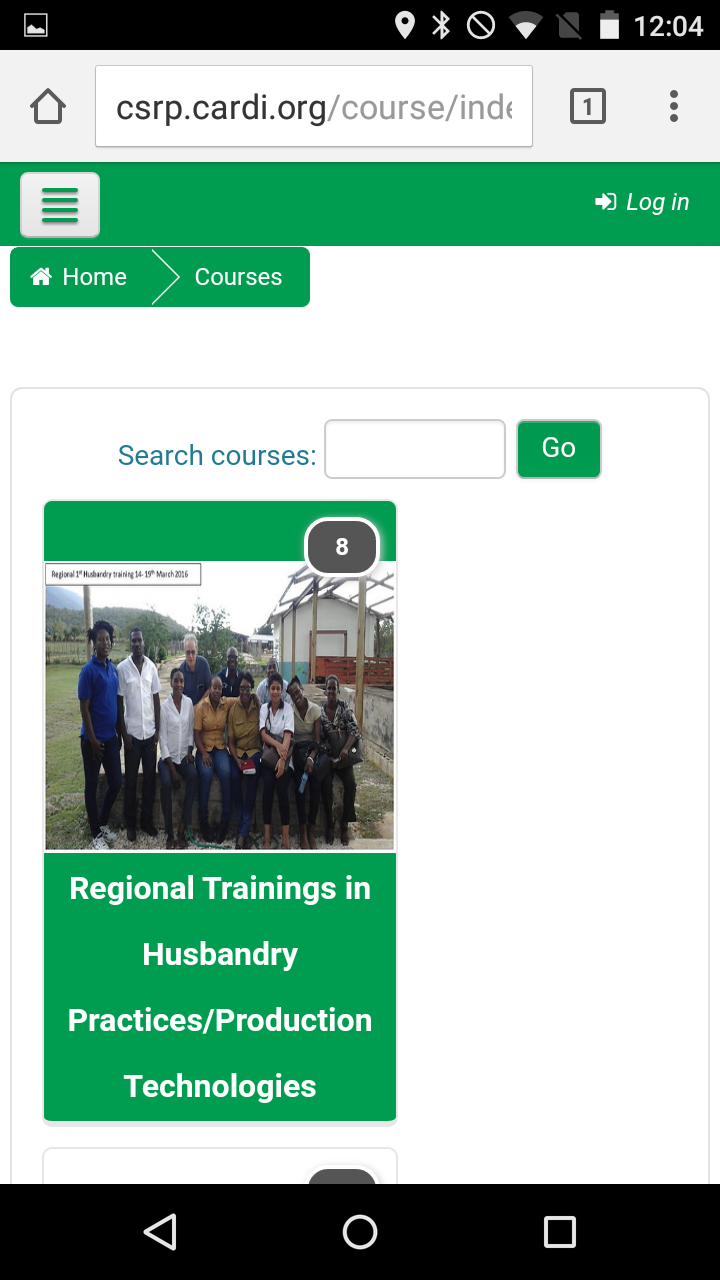 12:04
csrp.cardi.org/course/inde
1
Log in
Home
Courses
Search courses:
Go
8
Regional 1st Husbandry training 14- 19th March 2016
Regional Trainings in
Husbandry
Practices/Production
Technologies